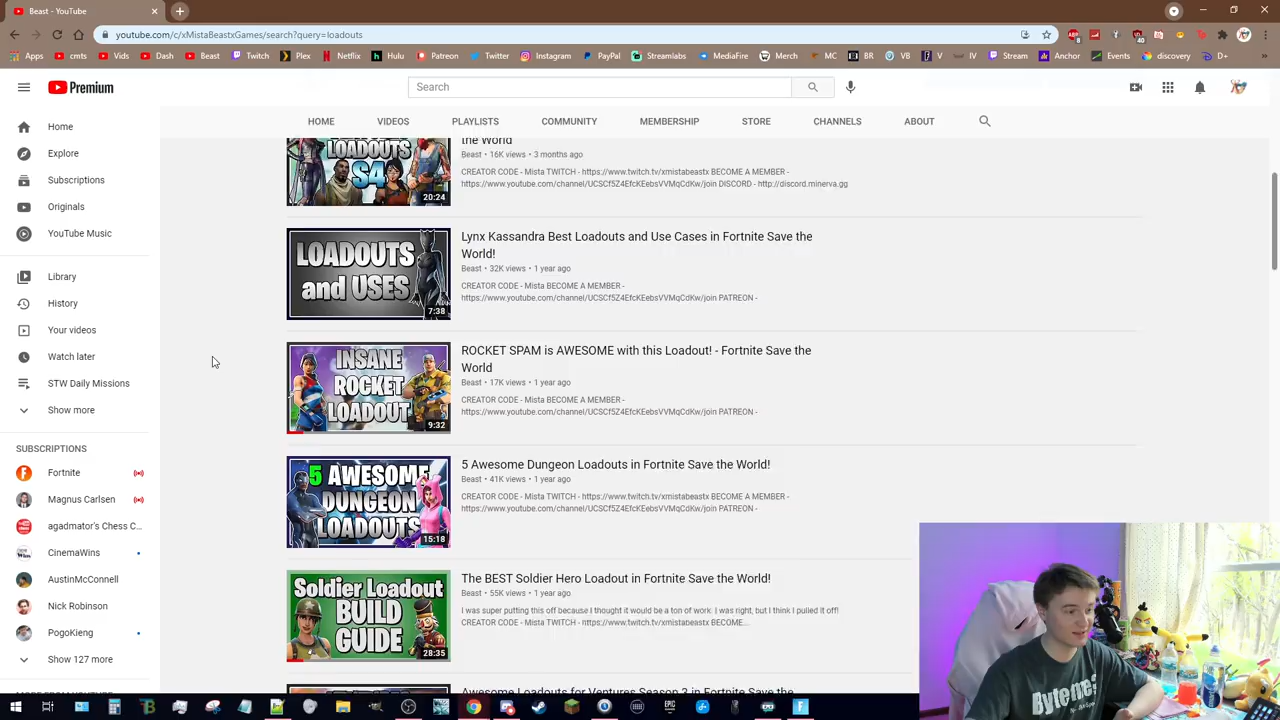 Beast - YouTube
youtube.com/c/xMistaBeastxGames/search?query=loadouts
Apps
cmts
Vids
Dash
Beast
Twitch
Plex
Netflix
Hulu
Patreon
Twitter
Instagram
PayPal
Streamlabs
MediaFire
Merch
MC
BR
VB
V
IV
Stream
Anchor
Events
discovery
D+
Premium
Search
HOME
VIDEOS
PLAYLISTS
COMMUNITY
MEMBERSHIP
STORE
CHANNELS
ABOUT
Home
Explore
Subscriptions
Originals
YouTube Music
Library
History
Your videos
Watch later
STW Daily Missions
Show more
SUBSCRIPTIONS
Fortnite
Magnus Carlsen
agadmator's Chess C...
CinemaWins
AustinMcConnell
Nick Robinson
PogoKieng
Show 127 more
LOADOUTS
S4
20:24
the World
Beast • 16K views • 3 months ago
CREATOR CODE - Mista TWITCH - https://www.twitch.tv/xmistabeastx BECOME A MEMBER -
https://www.youtube.com/channel/UCSCf5Z4EfcKEebsVVMqCdKw/join DISCORD - http://discord.minerva.gg
LOADOUTS
and USES
7:38
Lynx Kassandra Best Loadouts and Use Cases in Fortnite Save the
World!
Beast • 32K views • 1 year ago
CREATOR CODE - Mista BECOME A MEMBER -
https://www.youtube.com/channel/UCSCf5Z4EfcKEebsVVMqCdKw/join PATREON -
INSANE
ROCKET
LOADOUT
9:32
ROCKET SPAM is AWESOME with this Loadout! - Fortnite Save the
World
Beast • 17K views • 1 year ago
CREATOR CODE - Mista BECOME A MEMBER -
https://www.youtube.com/channel/UCSCf5Z4EfcKEebsVVMqCdKw/join PATREON -
5 AWESOME
DUNGEON
LOADOUTS
15:18
5 Awesome Dungeon Loadouts in Fortnite Save the World!
Beast • 41K views • 1 year ago
CREATOR CODE - Mista TWITCH - https://www.twitch.tv/xmistabeastx BECOME A MEMBER -
https://www.youtube.com/channel/UCSCf5Z4EfcKEebsVVMqCdKw/join PATREON -
Soldier Loadout
BUILD
GUIDE
28:35
The BEST Soldier Hero Loadout in Fortnite Save the World!
Beast • 55K views • 1 year ago
I was super putting this off because I thought it would be a ton of work. I was right, but I think I pulled it off!
CREATOR CODE - Mista TWITCH - https://www.twitch.tv/xmistabeastx BECOME...
Awesome Loadouts for Ventures Season 3 in Fortnite Save the